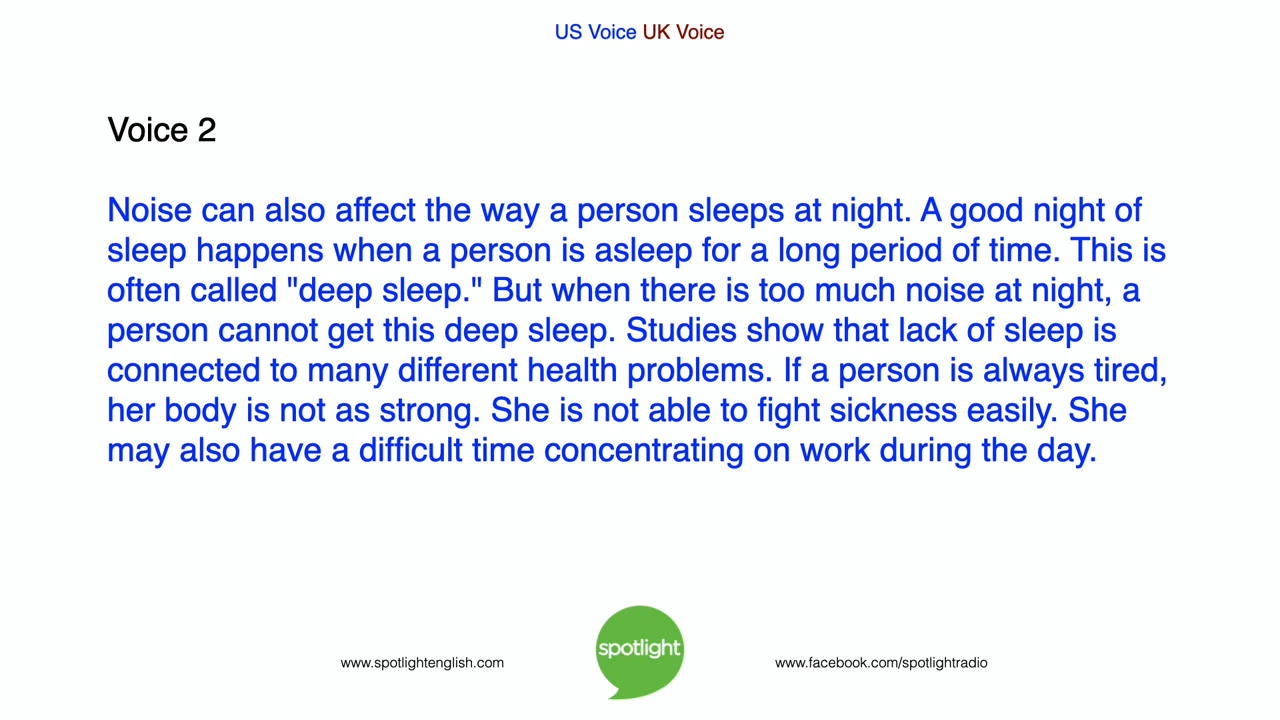 US Voice UK Voice
Voice 2
Noise can also affect the way a person sleeps at night. A good night of
sleep happens when a person is asleep for a long period of time. This is
often called "deep sleep." But when there is too much noise at night, a
person cannot get this deep sleep. Studies show that lack of sleep is
connected to many different health problems. If a person is always tired,
her body is not as strong. She is not able to fight sickness easily. She
may also have a difficult time concentrating on work during the day.
www.spotlightenglish.com
spotlight
www.facebook.com/spotlightradio